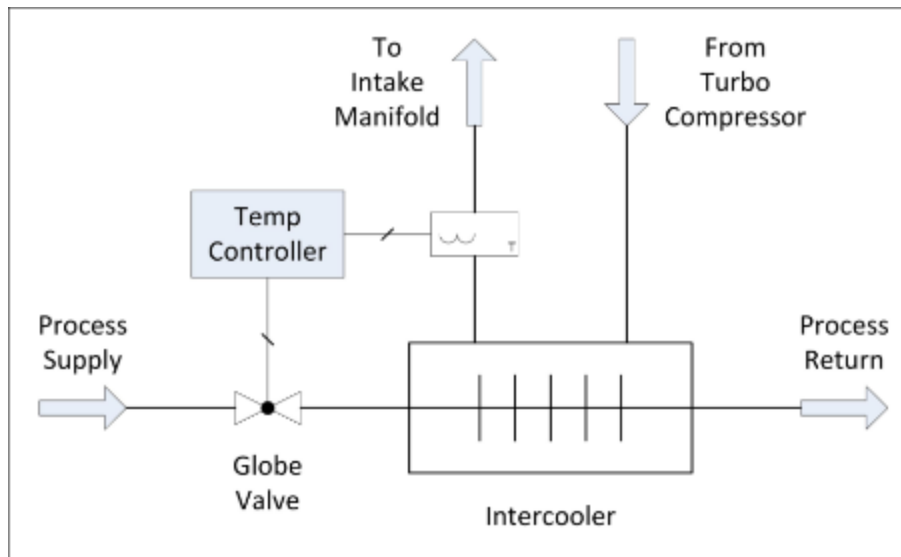 To
Intake
Manifold
From
Turbo
Compressor
Temp
Controller
T
Process
Supply
Process
Return
Globe
Valve
Intercooler